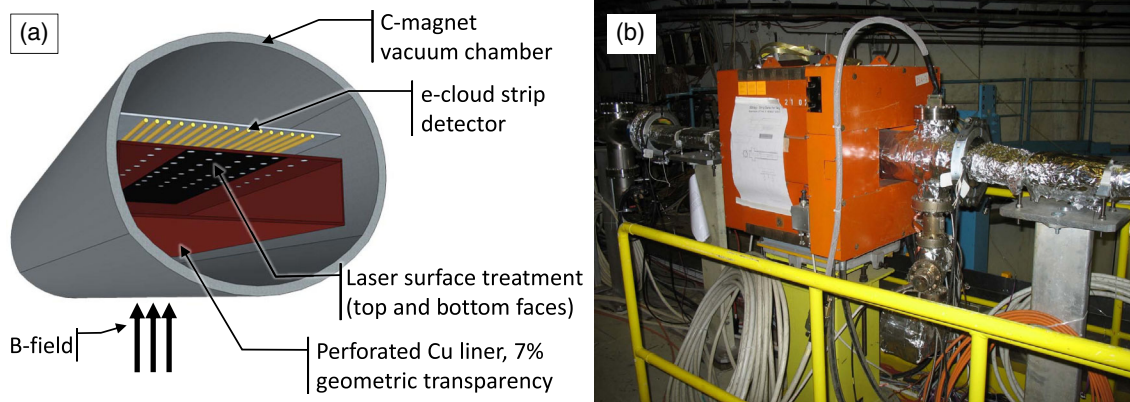 (a)
C-magnet
vacuum chamber
e-cloud strip
detector
Laser surface treatment
(top and bottom faces)
B-field
Perforated Cu liner, 7%
geometric transparency
(b)